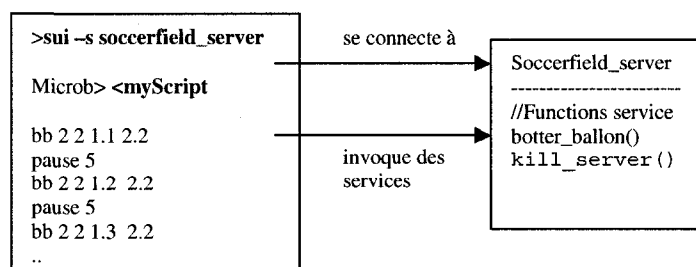 >sui –s soccerfield_server
Microb> <myScript
bb 2 2 1.1 2.2
pause 5
bb 2 2 1.2 2.2
pause 5
bb 2 2 1.3 2.2
..
se connecte à
invoque des
services
Soccerfield_server
-----------------------
//Functions service
botter_ballon()
kill_server()